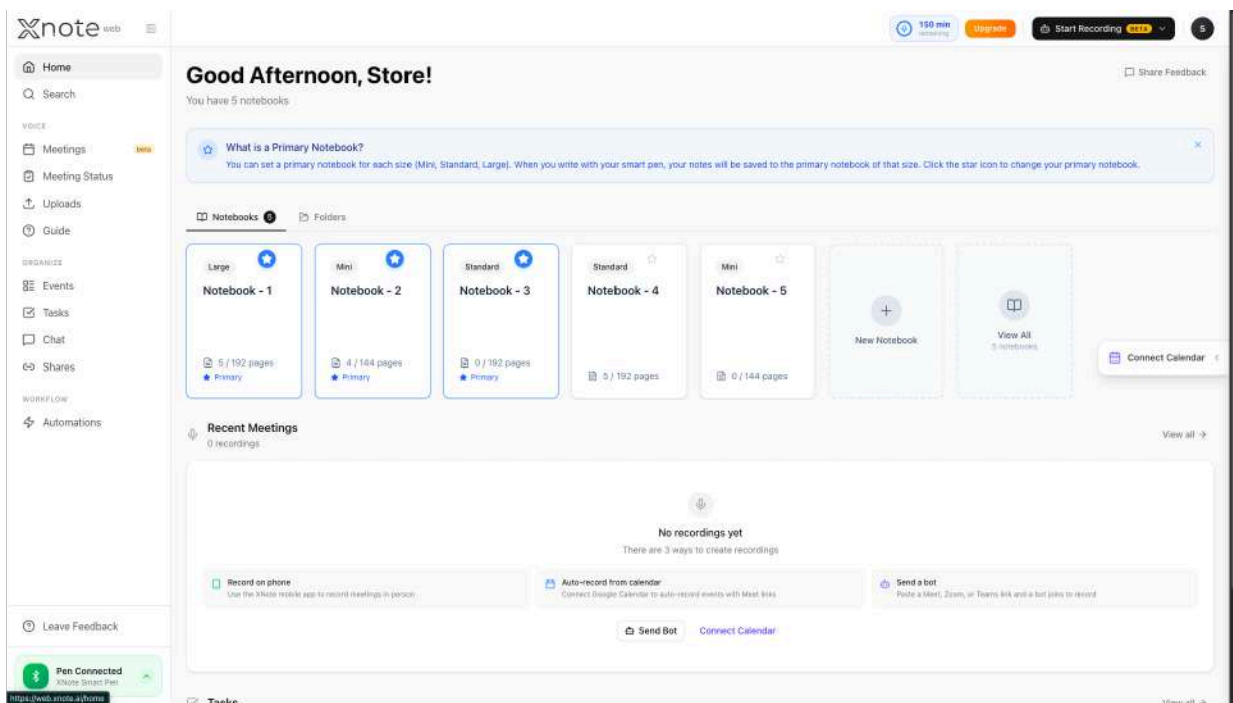 Xnote web
150 min
remaining
Upgrade
Start Recording BETA
S
Home
Search
VOICE
Meetings beta
Meeting Status
Uploads
Guide
ORGANIZE
Events
Tasks
Chat
Shares
WORKFLOW
Automations
Leave Feedback
Pen Connected
XNote Smart Pen
https://web.xnote.ai/home
Good Afternoon, Store!
Share Feedback
You have 5 notebooks
What is a Primary Notebook?
You can set a primary notebook for each size (Mini, Standard, Large). When you write with your smart pen, your notes will be saved to the primary notebook of that size. Click the star icon to change your primary notebook.
Notebooks 5 Folders
Large
Notebook - 1
5 / 192 pages
Primary
Mini
Notebook - 2
4 / 144 pages
Primary
Standard
Notebook - 3
0 / 192 pages
Primary
Standard
Notebook - 4
5 / 192 pages
Mini
Notebook - 5
0 / 144 pages
New Notebook
View All
5 notebooks
Connect Calendar
Recent Meetings
0 recordings
View all →
No recordings yet
There are 3 ways to create recordings
Record on phone
Use the XNote mobile app to record meetings in person
Auto-record from calendar
Connect Google Calendar to auto-record events with Meet links
Send a bot
Paste a Meet, Zoom, or Teams link and a bot joins to record
Send Bot Connect Calendar
Tasks
View all →